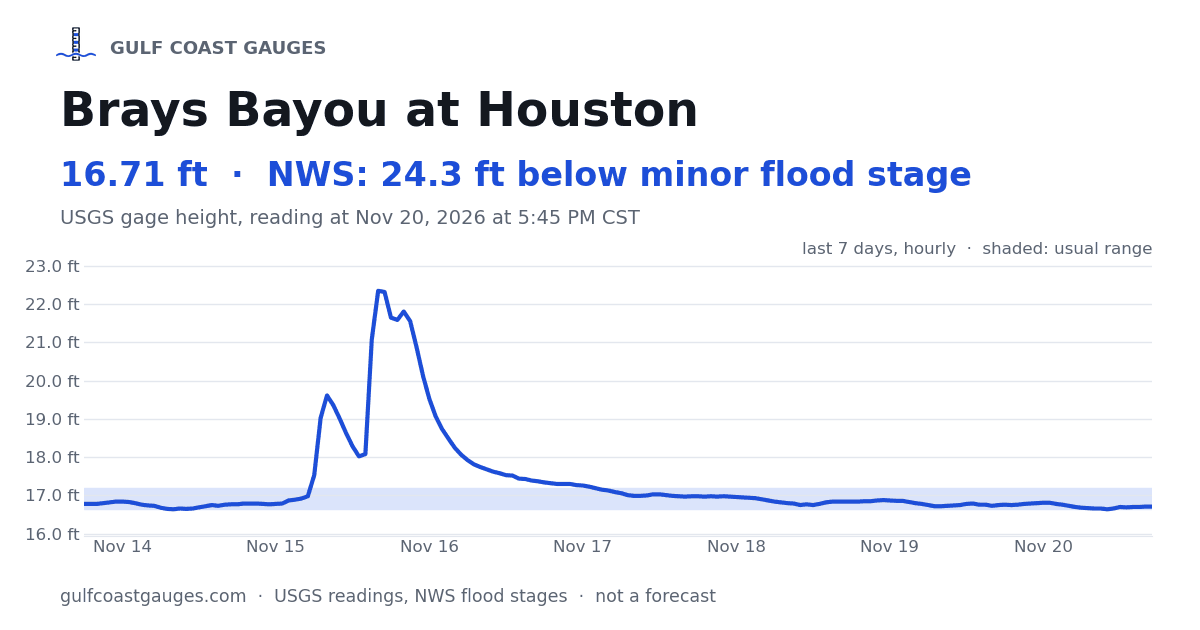 GULF COAST GAUGES
Brays Bayou at Houston
16.71 ft · NWS: 24.3 ft below minor flood stage
USGS gage height, reading at Nov 20, 2026 at 5:45 PM CST
last 7 days, hourly · shaded: usual range
23.0 ft
22.0 ft
21.0 ft
20.0 ft
19.0 ft
18.0 ft
17.0 ft
16.0 ft
Nov 14 Nov 15 Nov 16 Nov 17 Nov 18 Nov 19 Nov 20
gulfcoastgauges.com · USGS readings, NWS flood stages · not a forecast